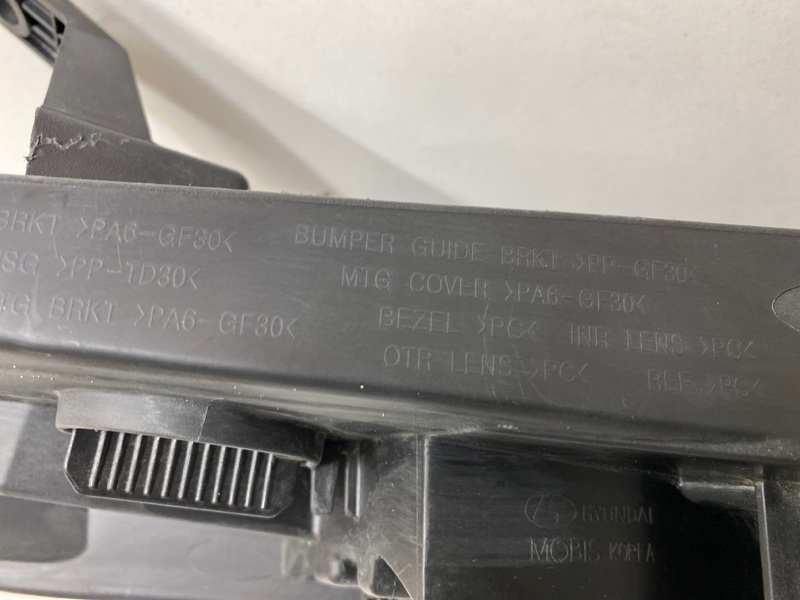 BRKT >PA6-GF30<
BUMPER GUIDE BRKT >PP-GF30<
SG >PP-TD30<
MTG COVER >PA6-GF30<
BRKT >PA6-GF30<
BEZEL >PC< INR LENS >PC<
OTR LENS >PC< REF >PC<
HYUNDAI
MOBIS KOREA